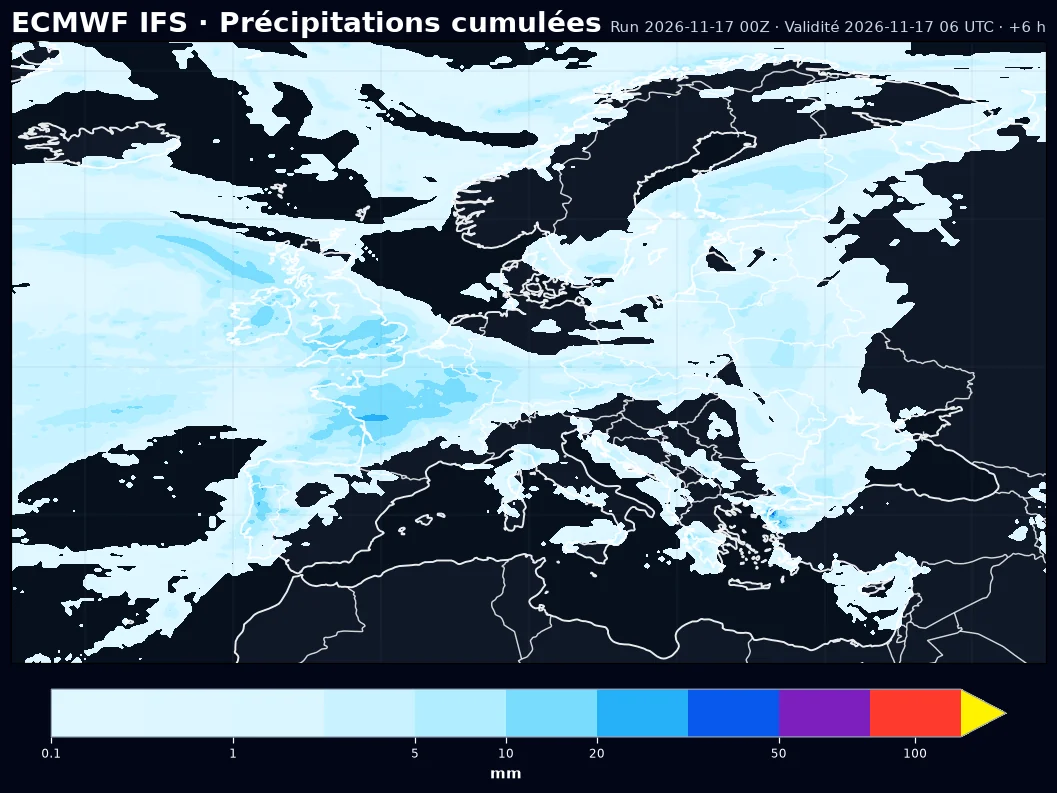 ECMWF IFS · Précipitations cumulées Run 2026-11-17 00Z · Validité 2026-11-17 06 UTC · +6 h
0.1 1 5 10 20 50 100
mm